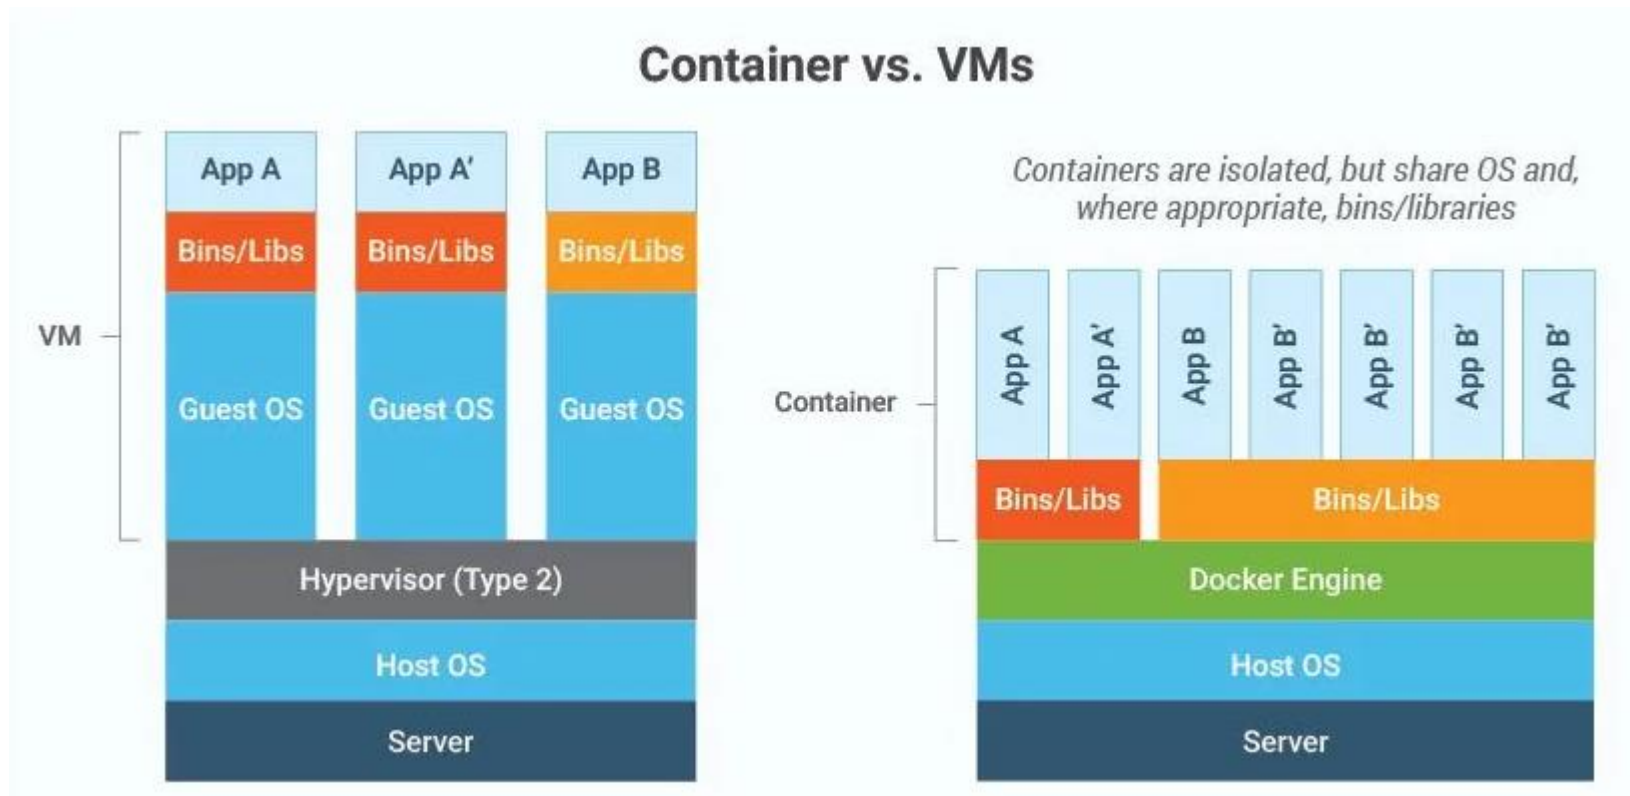 Container vs. VMs
App A
App A’
App B
Bins/Libs
Bins/Libs
Bins/Libs
VM
Guest OS
Guest OS
Guest OS
Hypervisor (Type 2)
Host OS
Server
Containers are isolated, but share OS and,
where appropriate, bins/libraries
Container
App A
App A’
App B
App B’
App B’
App B’
App B’
Bins/Libs
Bins/Libs
Docker Engine
Host OS
Server